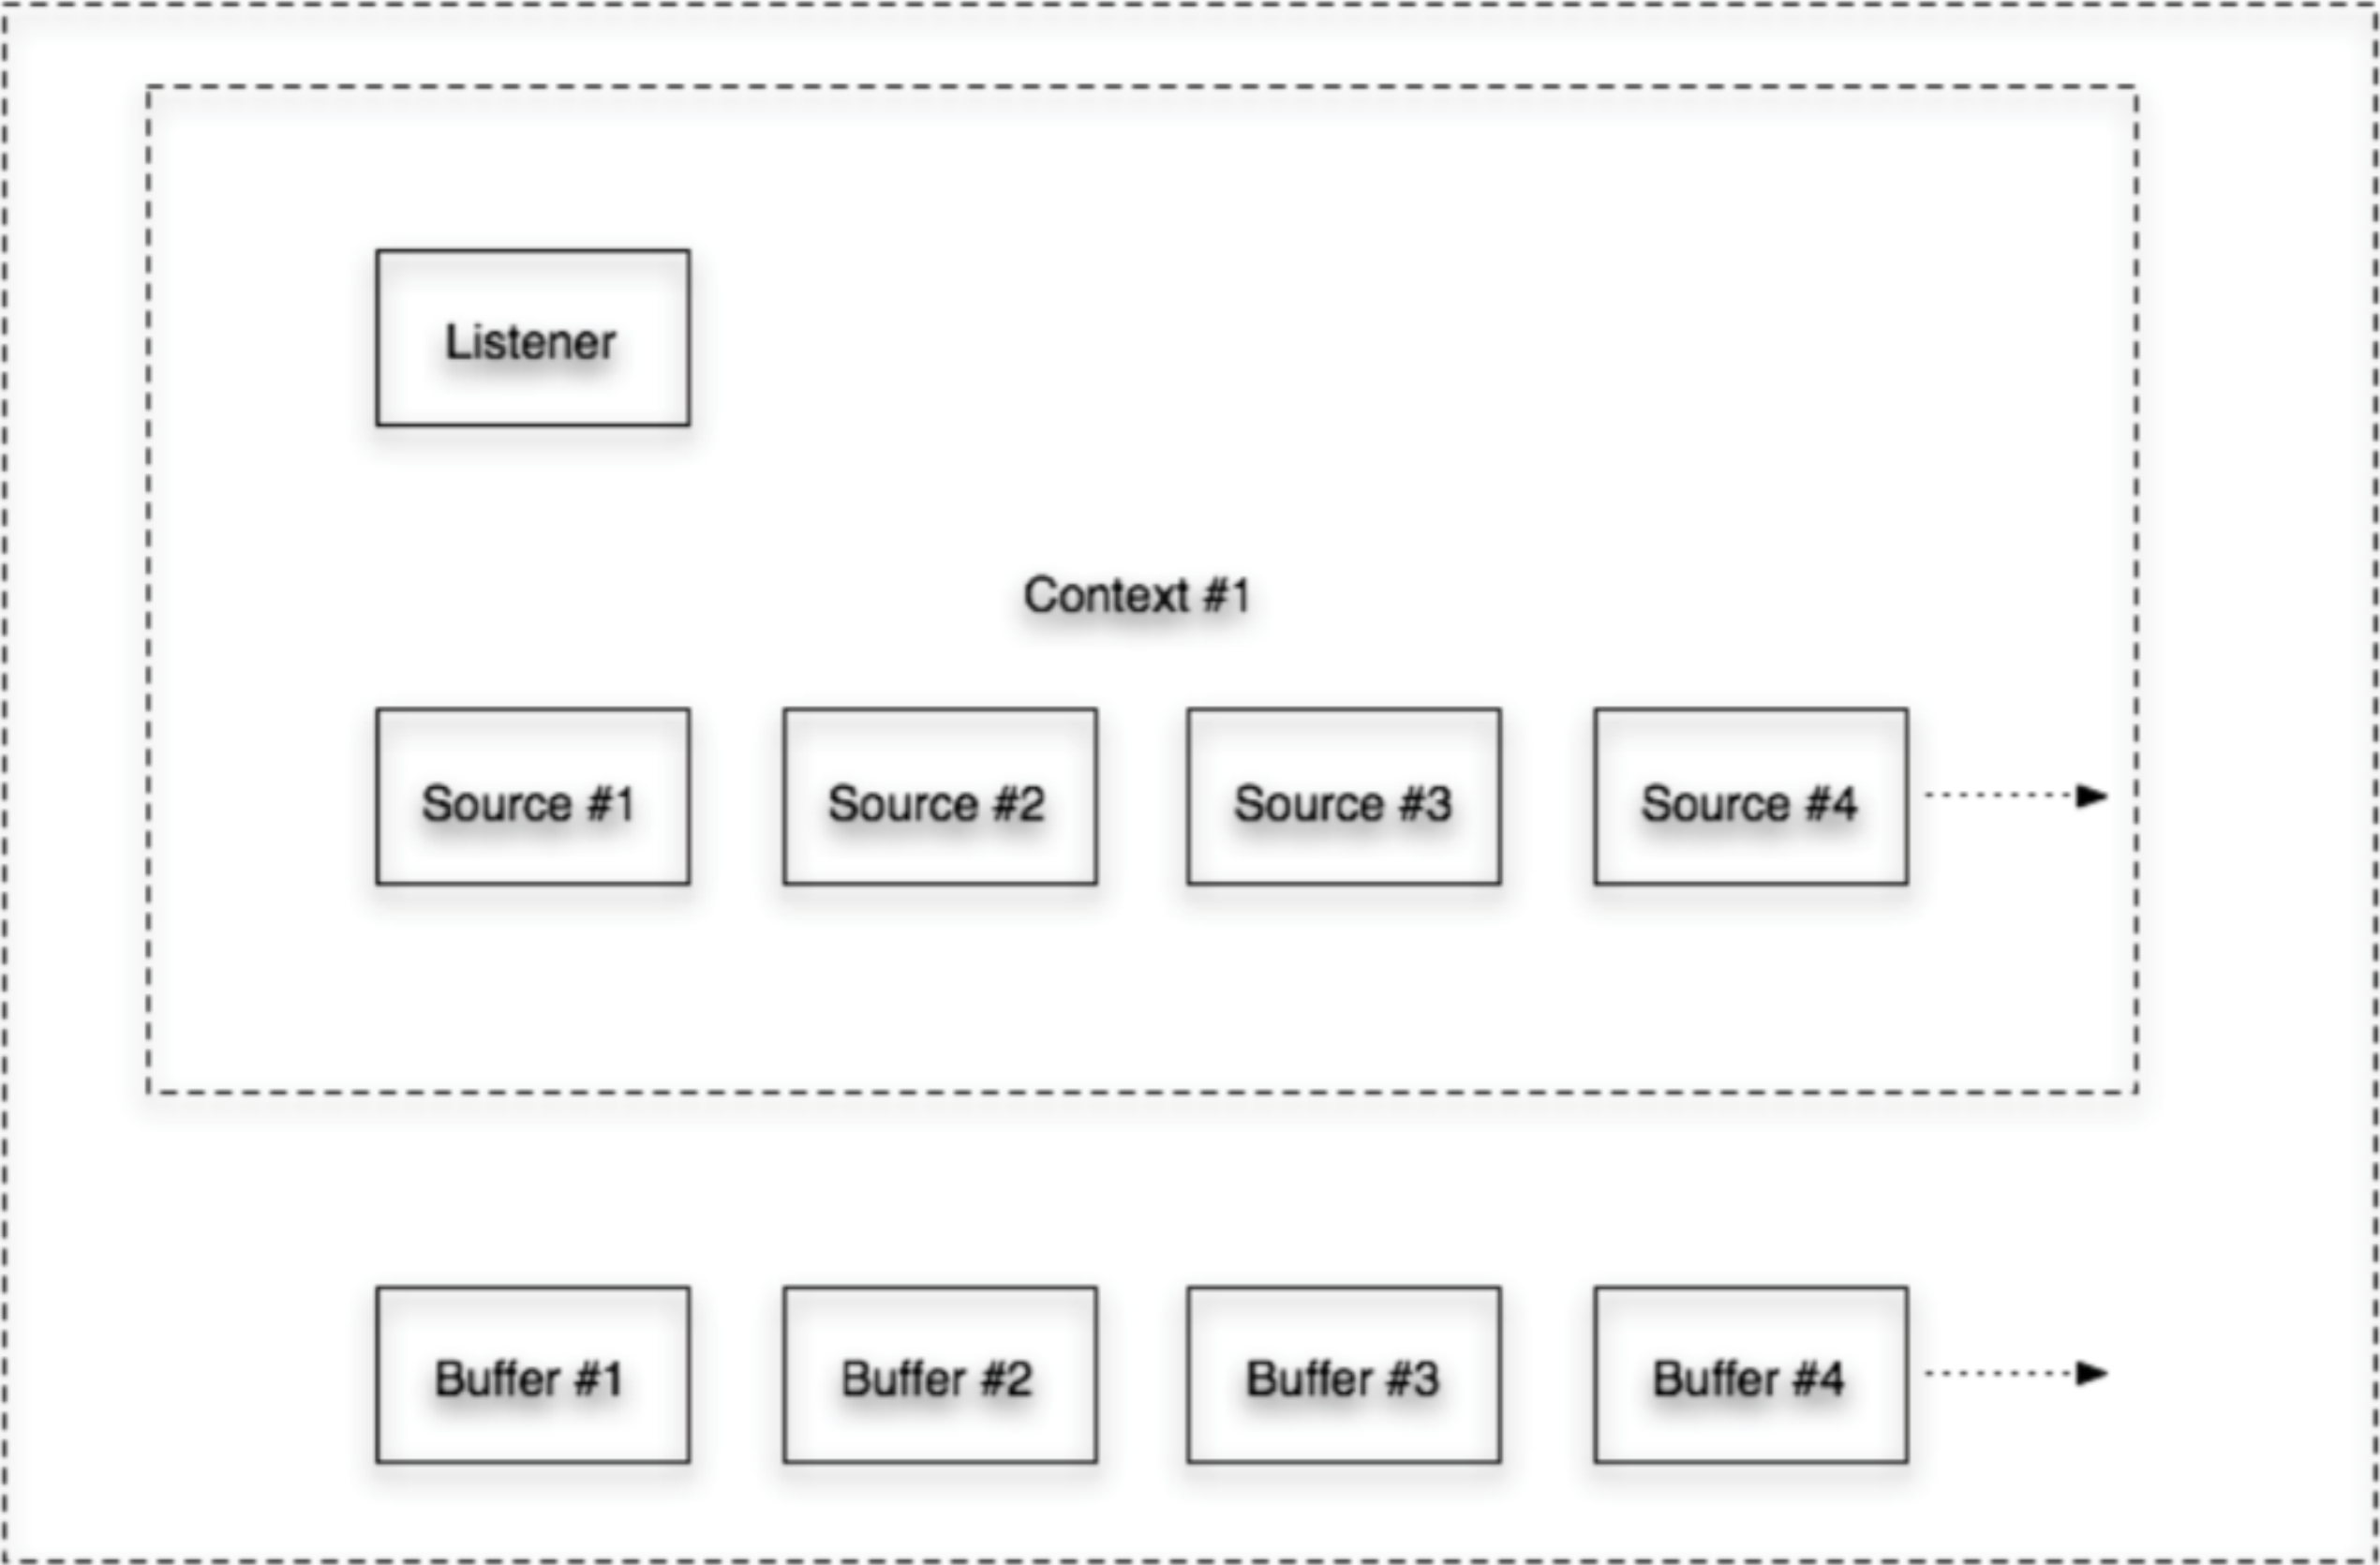 Listener
Context #1
Source #1
Source #2
Source #3
Source #4
Buffer #1
Buffer #2
Buffer #3
Buffer #4